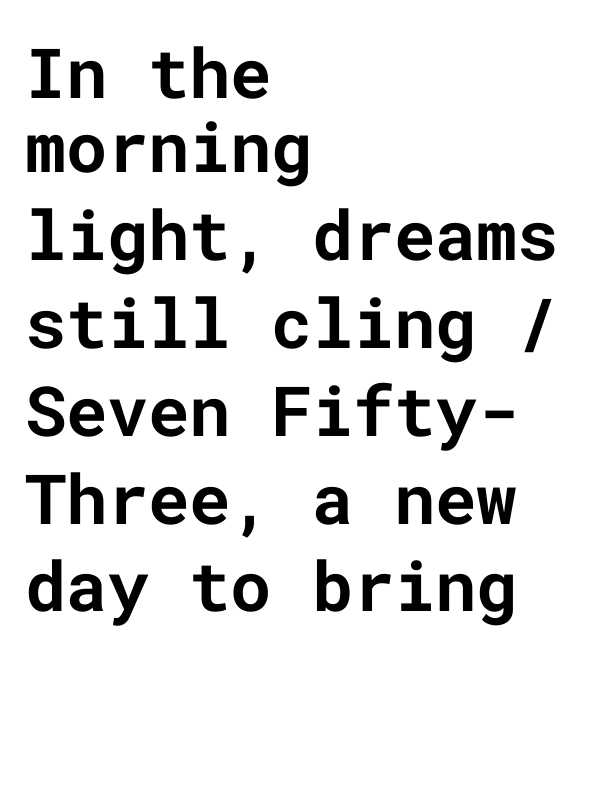 In the
morning
light, dreams
still cling /
Seven Fifty-
Three, a new
day to bring